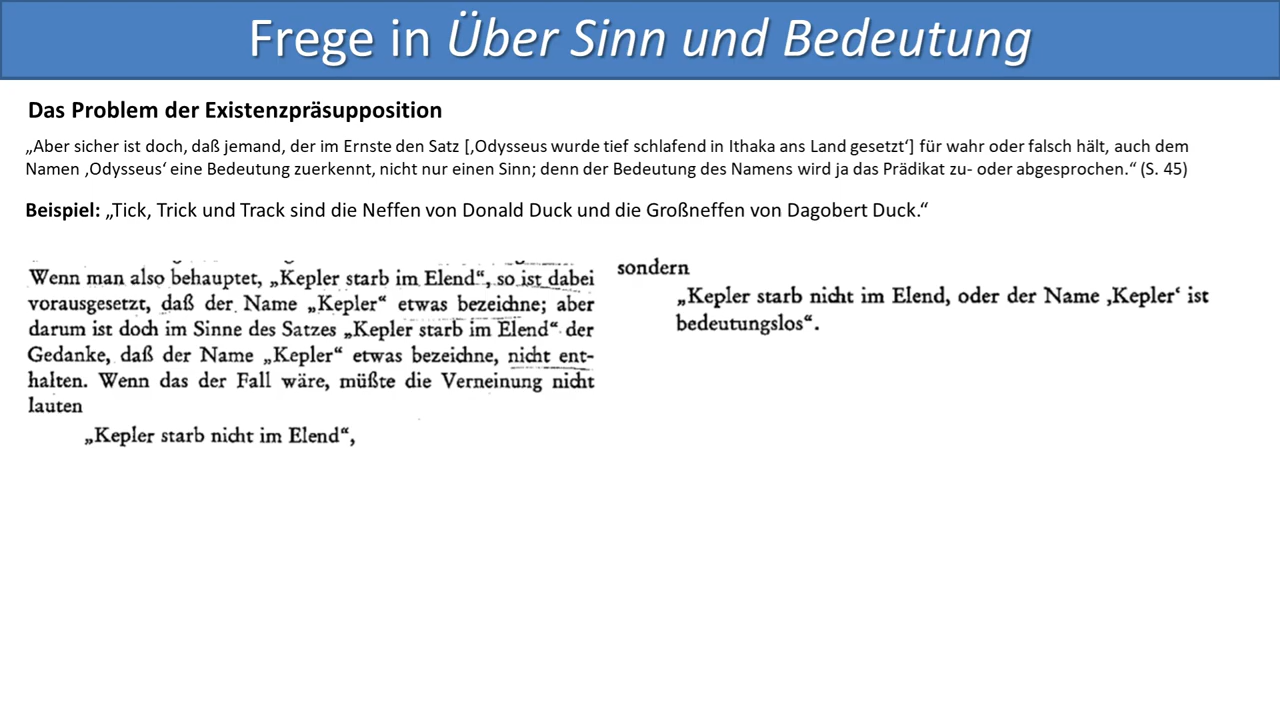 Frege in Über Sinn und Bedeutung
Das Problem der Existenzpräsupposition
„Aber sicher ist doch, daß jemand, der im Ernste den Satz [‚Odysseus wurde tief schlafend in Ithaka ans Land gesetzt‘] für wahr oder falsch hält, auch dem
Namen ‚Odysseus‘ eine Bedeutung zuerkennt, nicht nur einen Sinn; denn der Bedeutung des Namens wird ja das Prädikat zu- oder abgesprochen.“ (S. 45)
Beispiel: „Tick, Trick und Track sind die Neffen von Donald Duck und die Großneffen von Dagobert Duck.“
Wenn man also behauptet, „Kepler starb im Elend“, so ist dabei
vorausgesetzt, daß der Name „Kepler“ etwas bezeichne; aber
darum ist doch im Sinne des Satzes „Kepler starb im Elend“ der
Gedanke, daß der Name „Kepler“ etwas bezeichne, nicht ent-
halten. Wenn das der Fall wäre, müßte die Verneinung nicht
lauten
„Kepler starb nicht im Elend“,
sondern
„Kepler starb nicht im Elend, oder der Name ‚Kepler‘ ist
bedeutungslos“.